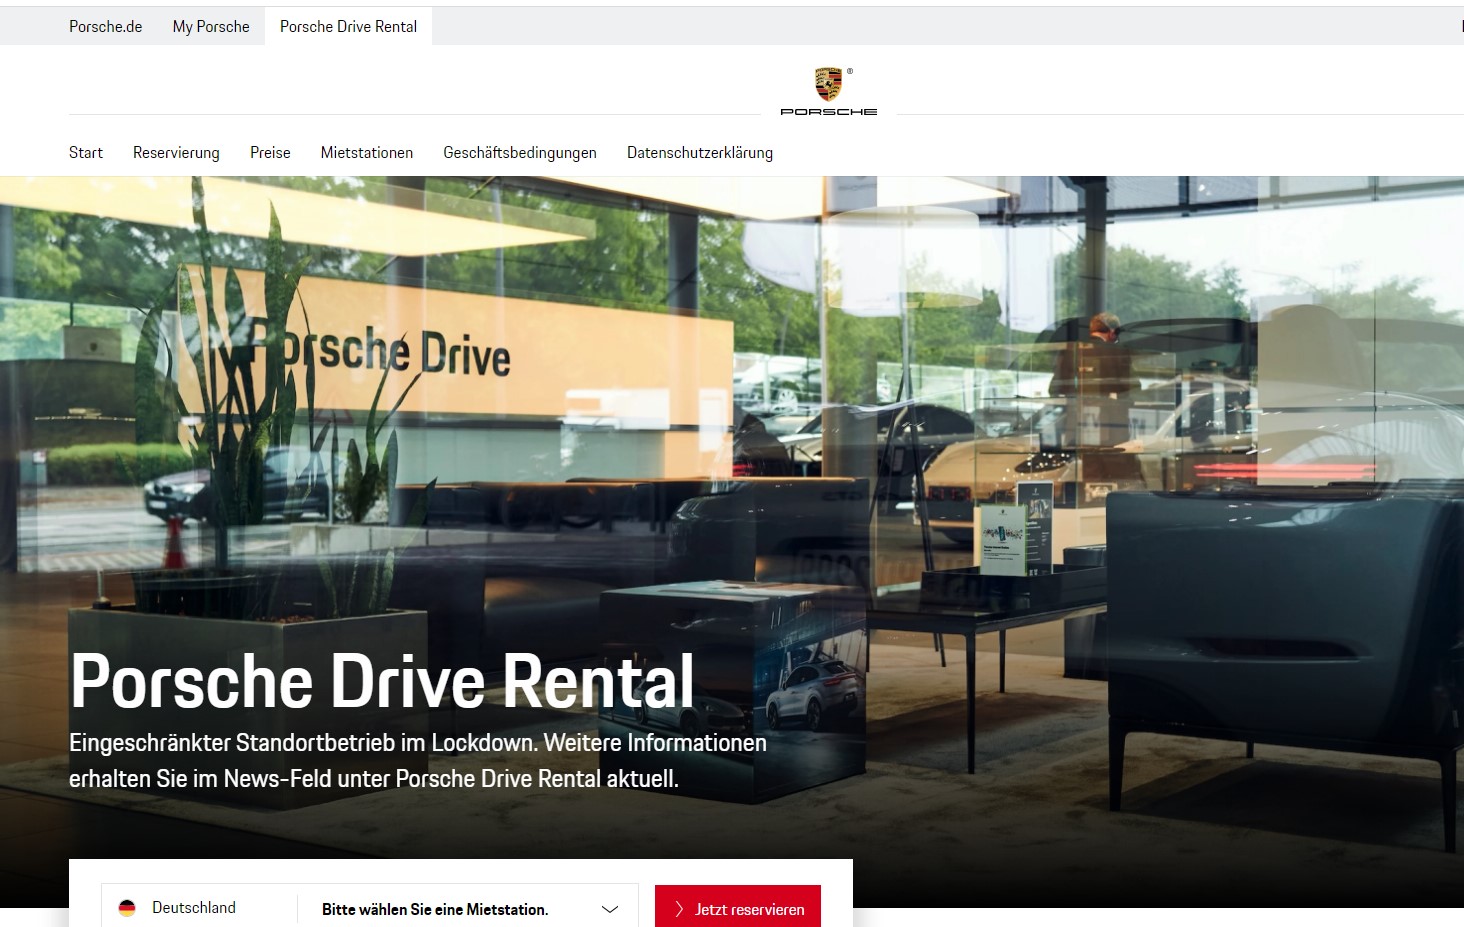 Porsche.de My Porsche Porsche Drive Rental
PORSCHE
Start Reservierung Preise Mietstationen Geschäftsbedingungen Datenschutzerklärung
Porsche Drive
Porsche Drive Rental
Eingeschränkter Standortbetrieb im Lockdown. Weitere Informationen
erhalten Sie im News-Feld unter Porsche Drive Rental aktuell.
Deutschland Bitte wählen Sie eine Mietstation. Jetzt reservieren